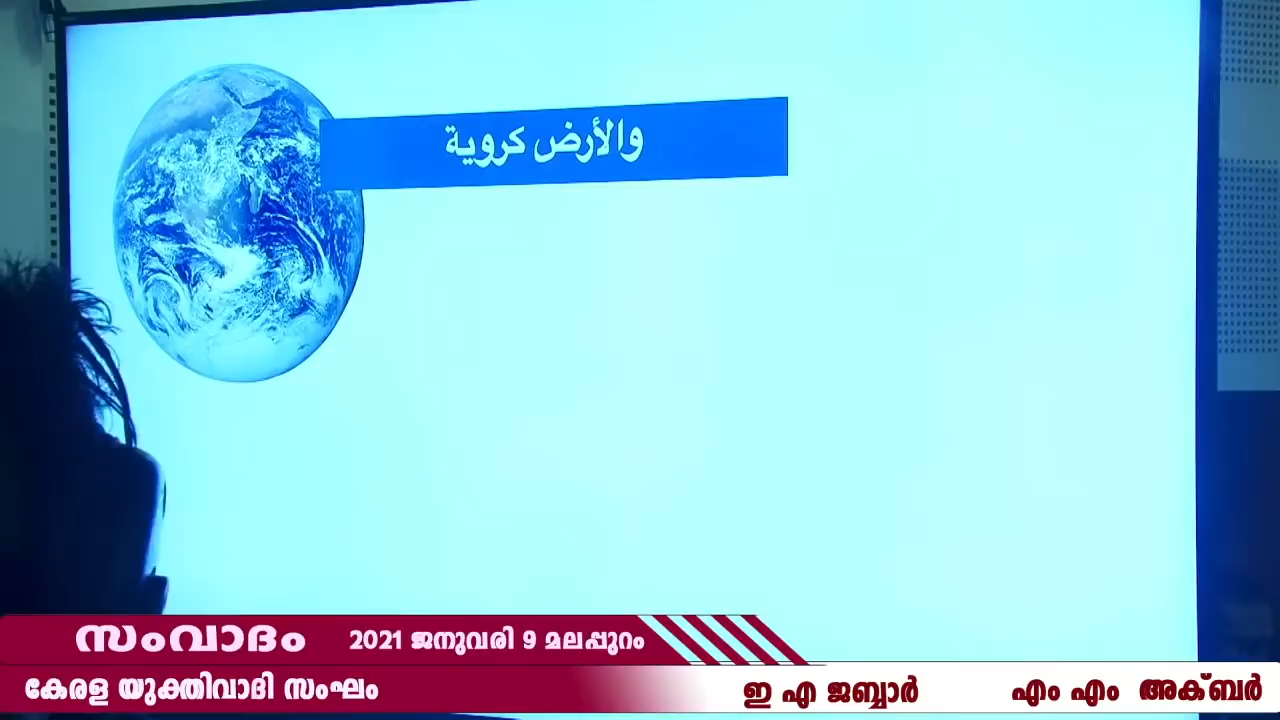 والأرض كروية
സംവാദം 2021 ജനുവരി 9 മലപ്പുറം
കേരള യുക്തിവാദി സംഘം
ഇ എ ജബ്ബാർ
എം എം അക്ബർ